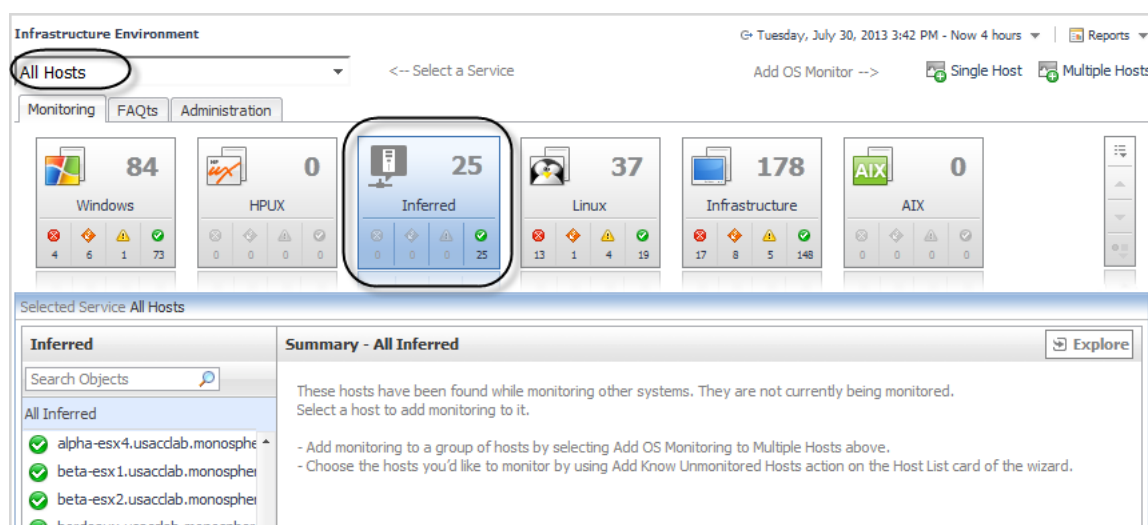 Infrastructure Environment
Tuesday, July 30, 2013 3:42 PM - Now 4 hours
Reports
All Hosts
<-- Select a Service
Add OS Monitor -->
Single Host
Multiple Hosts
Monitoring
FAQts
Administration
84
0
25
37
178
AIX
0
Windows
HPUX
Inferred
Linux
Infrastructure
AIX
4 6 1 73
0 0 0 0
0 0 0 25
13 1 4 19
17 8 5 148
0 0 0 0
Selected Service All Hosts
Inferred
Summary - All Inferred
Explore
Search Objects
These hosts have been found while monitoring other systems. They are not currently being monitored.
Select a host to add monitoring to it.
All Inferred
- Add monitoring to a group of hosts by selecting Add OS Monitoring to Multiple Hosts above.
- Choose the hosts you'd like to monitor by using Add Know Unmonitored Hosts action on the Host List card of the wizard.
alpha-esx4.usacclab.monosphe
beta-esx1.usacclab.monospher
beta-esx2.usacclab.monospher